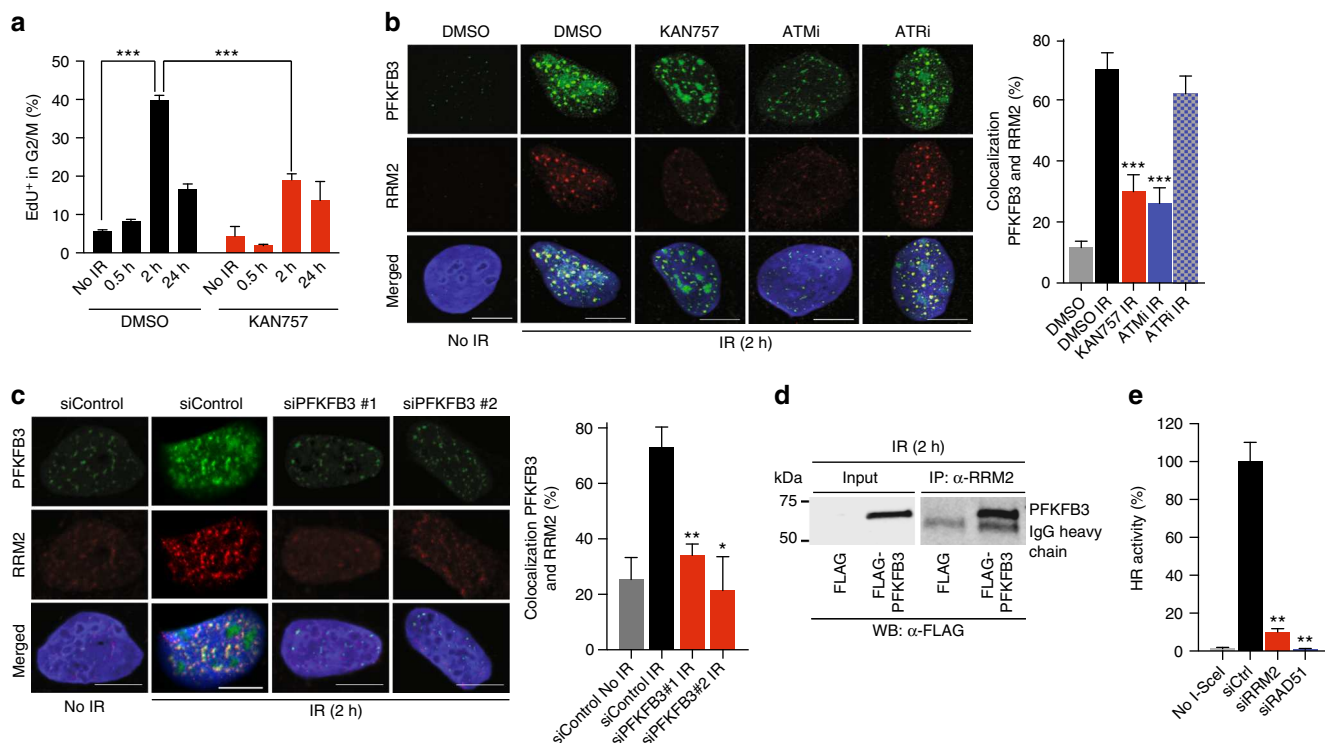 a
***
***
EdU⁺ in G2/M (%)
50
40
30
20
10
0
No IR
0.5 h
2 h
24 h
No IR
0.5 h
2 h
24 h
DMSO
KAN757
b
DMSO
DMSO
KAN757
ATMi
ATRi
PFKFB3
RRM2
Merged
No IR
IR (2 h)
Colocalization
PFKFB3 and RRM2 (%)
80
60
40
20
0
***
***
DMSO
DMSO IR
KAN757 IR
ATMi IR
ATRi IR
c
siControl
siControl
siPFKFB3 #1
siPFKFB3 #2
PFKFB3
RRM2
Merged
No IR
IR (2 h)
Colocalization PFKFB3
and RRM2 (%)
80
60
40
20
0
**
*
siControl No IR
siControl IR
siPFKFB3#1 IR
siPFKFB3#2 IR
d
IR (2 h)
kDa
Input
IP: α-RRM2
75
50
PFKFB3
IgG heavy
chain
FLAG
FLAG-
PFKFB3
FLAG
FLAG-
PFKFB3
WB: α-FLAG
e
HR activity (%)
120
100
80
60
40
20
0
**
**
No I-SceI
siCtrl
siRRM2
siRAD51